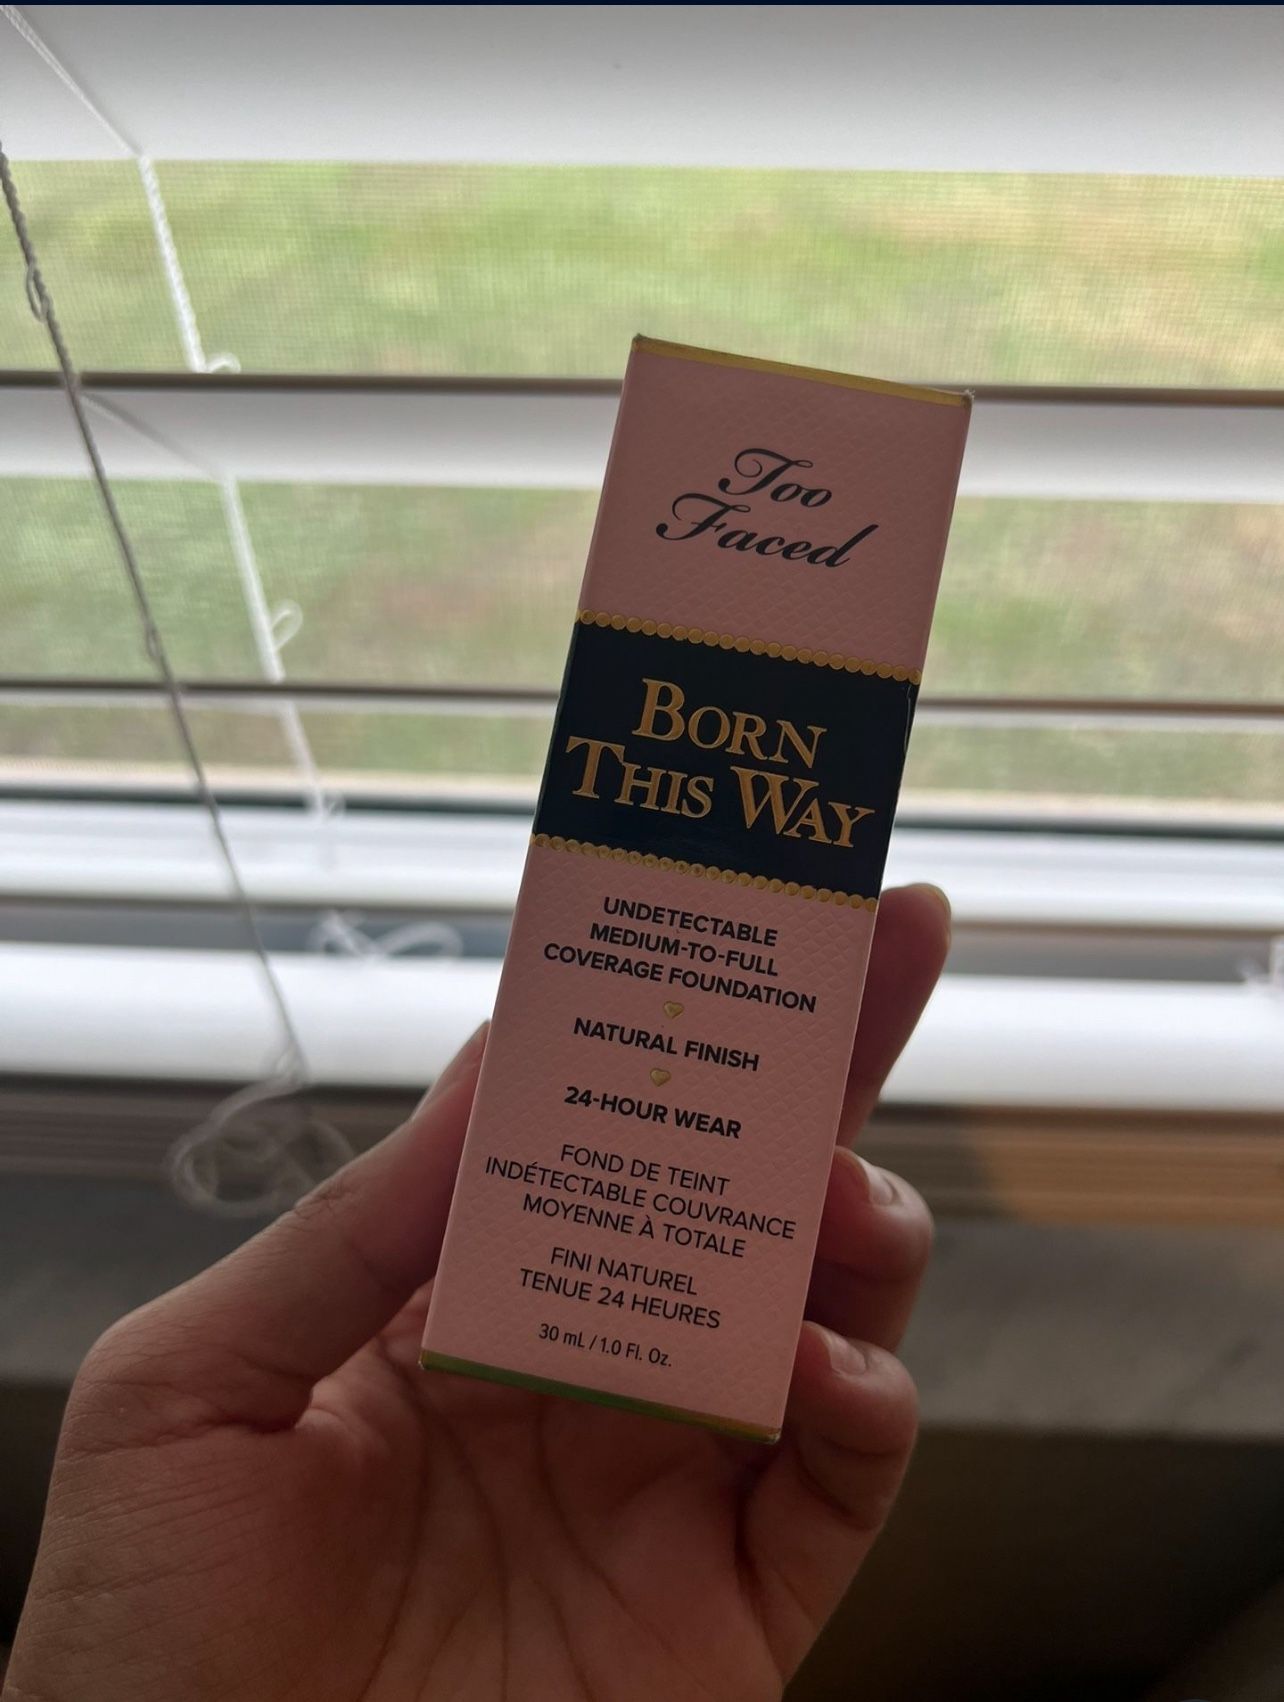 Too
Faced
BORN
THIS WAY
UNDETECTABLE
MEDIUM-TO-FULL
COVERAGE FOUNDATION
NATURAL FINISH
24-HOUR WEAR
FOND DE TEINT
INDÉTECTABLE COUVRANCE
MOYENNE À TOTALE
FINI NATUREL
TENUE 24 HEURES
30 mL / 1.0 Fl. Oz.